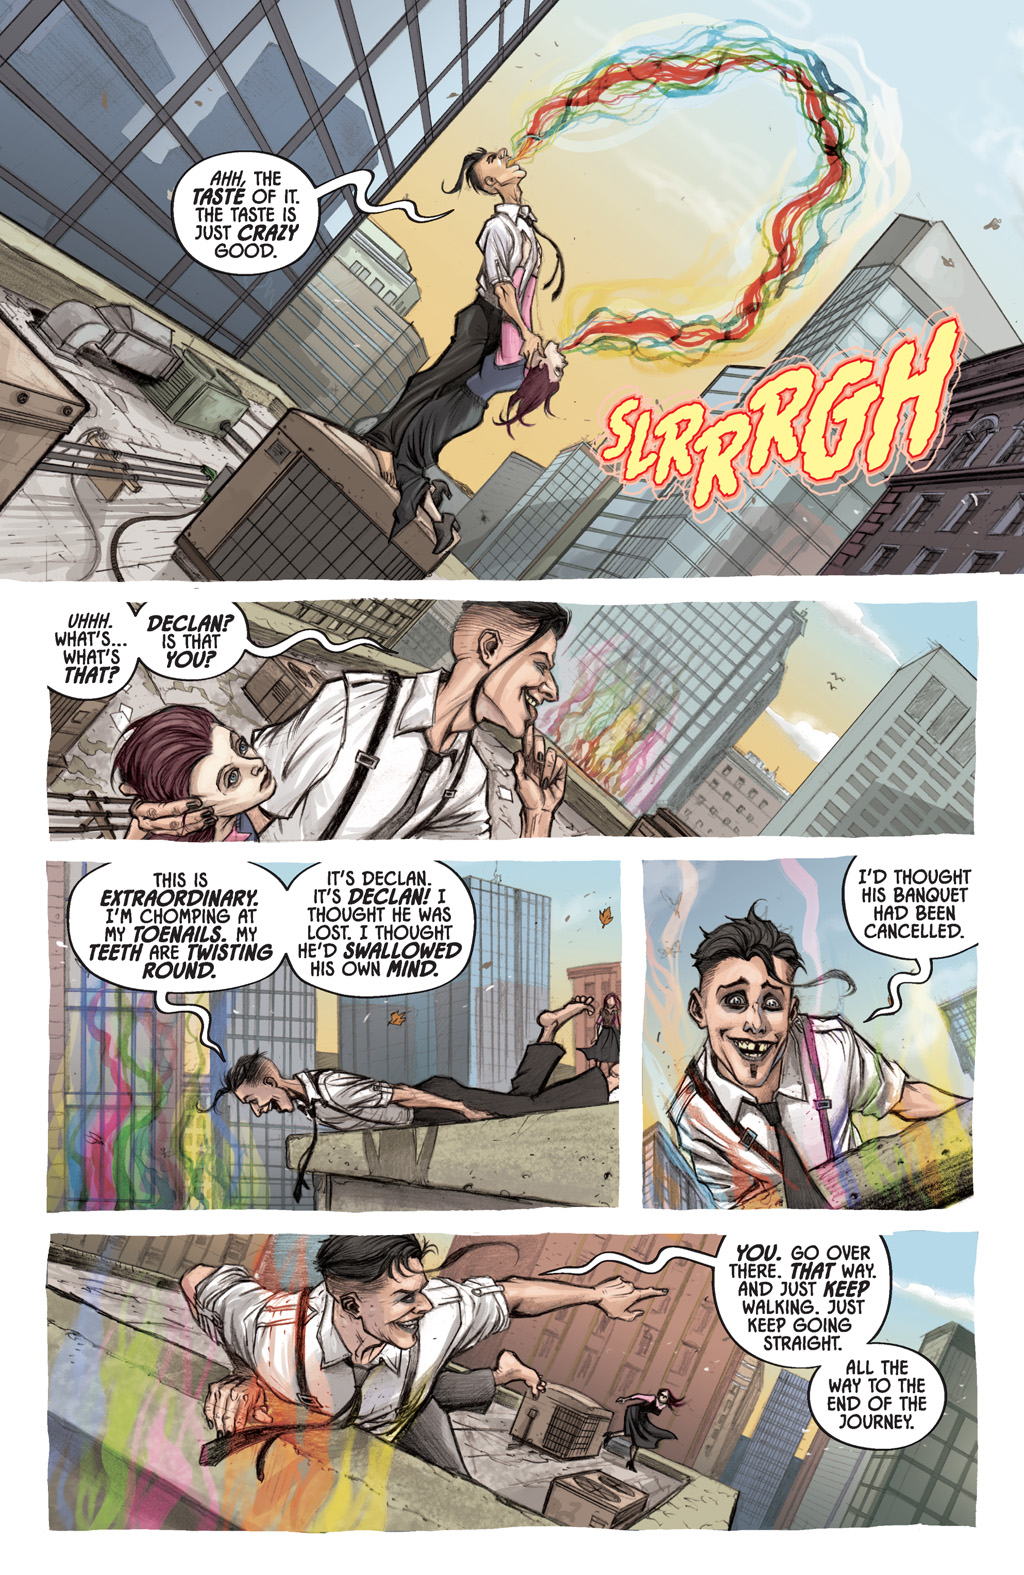 AHH, THE
TASTE OF IT.
THE TASTE IS
JUST CRAZY
GOOD.
SLRRRRGH
UHHH.
WHAT'S...
WHAT'S
THAT?
DECLAN?
IS THAT
YOU?
THIS IS
EXTRAORDINARY.
I'M CHOMPING AT
MY TOENAILS. MY
TEETH ARE TWISTING
ROUND.
IT'S DECLAN.
IT'S DECLAN! I
THOUGHT HE WAS
LOST. I THOUGHT
HE'D SWALLOWED
HIS OWN MIND.
I'D THOUGHT
HIS BANQUET
HAD BEEN
CANCELLED.
YOU. GO OVER
THERE. THAT WAY.
AND JUST KEEP
WALKING. JUST
KEEP GOING
STRAIGHT.
ALL THE
WAY TO THE
END OF THE
JOURNEY.